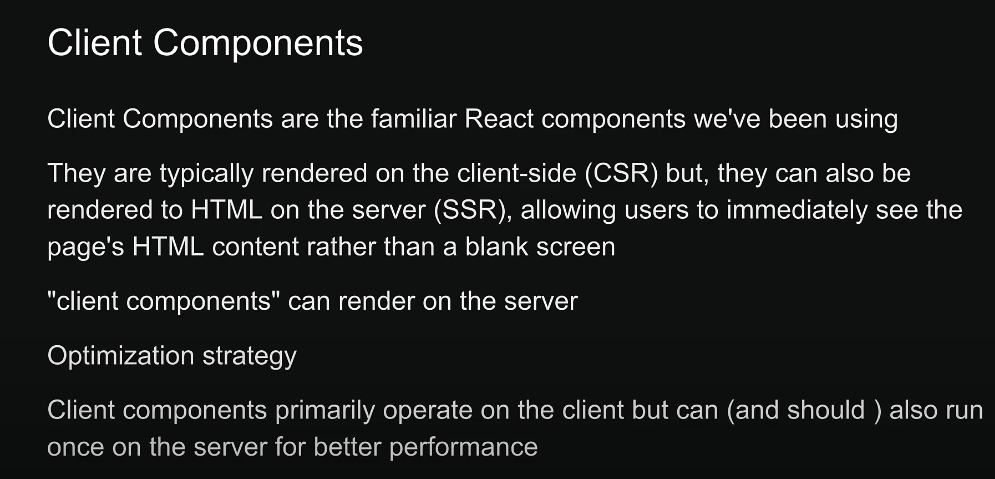 Client Components
Client Components are the familiar React components we've been using
They are typically rendered on the client-side (CSR) but, they can also be
rendered to HTML on the server (SSR), allowing users to immediately see the
page's HTML content rather than a blank screen
"client components" can render on the server
Optimization strategy
Client components primarily operate on the client but can (and should ) also run
once on the server for better performance